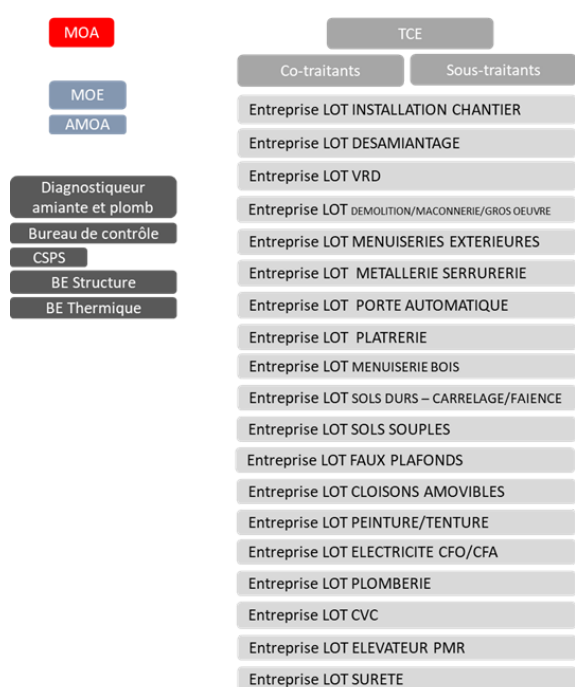 MOA
MOE
AMOA
Diagnostiqueur
amiante et plomb
Bureau de contrôle
CSPS
BE Structure
BE Thermique
TCE
Co-traitants
Sous-traitants
Entreprise LOT INSTALLATION CHANTIER
Entreprise LOT DESAMIANTAGE
Entreprise LOT VRD
Entreprise LOT DEMOLITION/MACONNERIE/GROS OEUVRE
Entreprise LOT MENUISERIES EXTERIEURES
Entreprise LOT METALLERIE SERRURERIE
Entreprise LOT PORTE AUTOMATIQUE
Entreprise LOT PLATRERIE
Entreprise LOT MENUISERIE BOIS
Entreprise LOT SOLS DURS – CARRELAGE/FAIENCE
Entreprise LOT SOLS SOUPLES
Entreprise LOT FAUX PLAFONDS
Entreprise LOT CLOISONS AMOVIBLES
Entreprise LOT PEINTURE/TENTURE
Entreprise LOT ELECTRICITE CFO/CFA
Entreprise LOT PLOMBERIE
Entreprise LOT CVC
Entreprise LOT ELEVATEUR PMR
Entreprise LOT SURETE